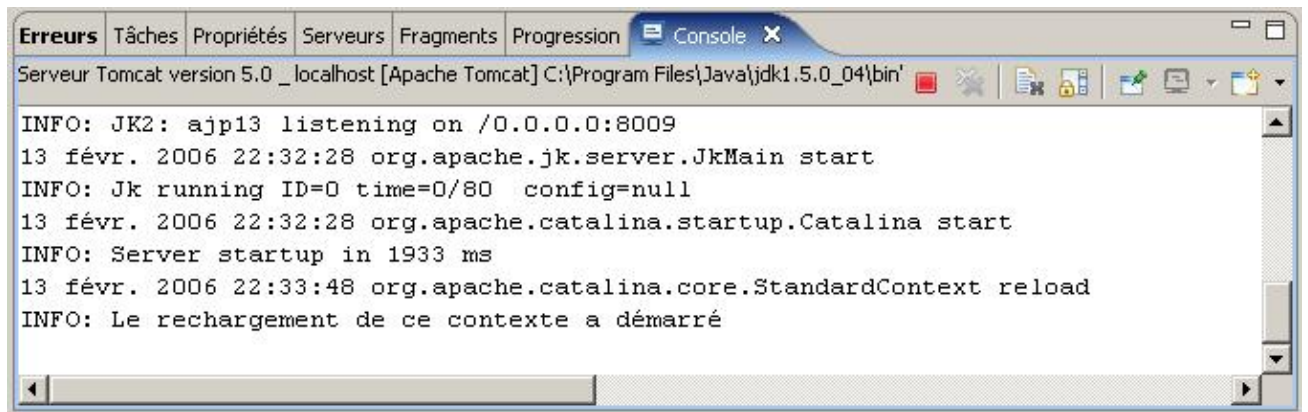 Erreurs Tâches Propriétés Serveurs Fragments Progression Console
Serveur Tomcat version 5.0 _ localhost [Apache Tomcat] C:\Program Files\Java\jdk1.5.0_04\bin'
INFO: JK2: ajp13 listening on /0.0.0.0:8009
13 févr. 2006 22:32:28 org.apache.jk.server.JkMain start
INFO: Jk running ID=0 time=0/80  config=null
13 févr. 2006 22:32:28 org.apache.catalina.startup.Catalina start
INFO: Server startup in 1933 ms
13 févr. 2006 22:33:48 org.apache.catalina.core.StandardContext reload
INFO: Le rechargement de ce contexte a démarré